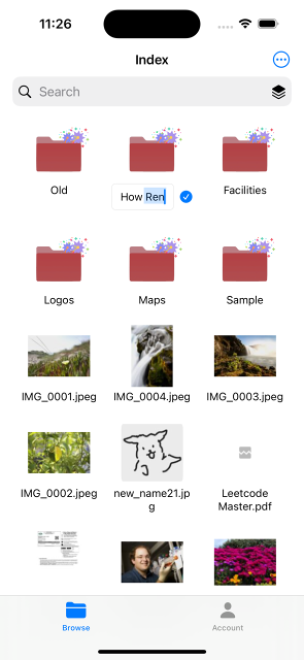 11:26
Index
Search
Old
How Ren
Facilities
Logos
Maps
Sample
IMG_0001.jpeg
IMG_0004.jpeg
IMG_0003.jpeg
IMG_0002.jpeg
new_name21.jp
g
Leetcode
Master.pdf
Browse
Account